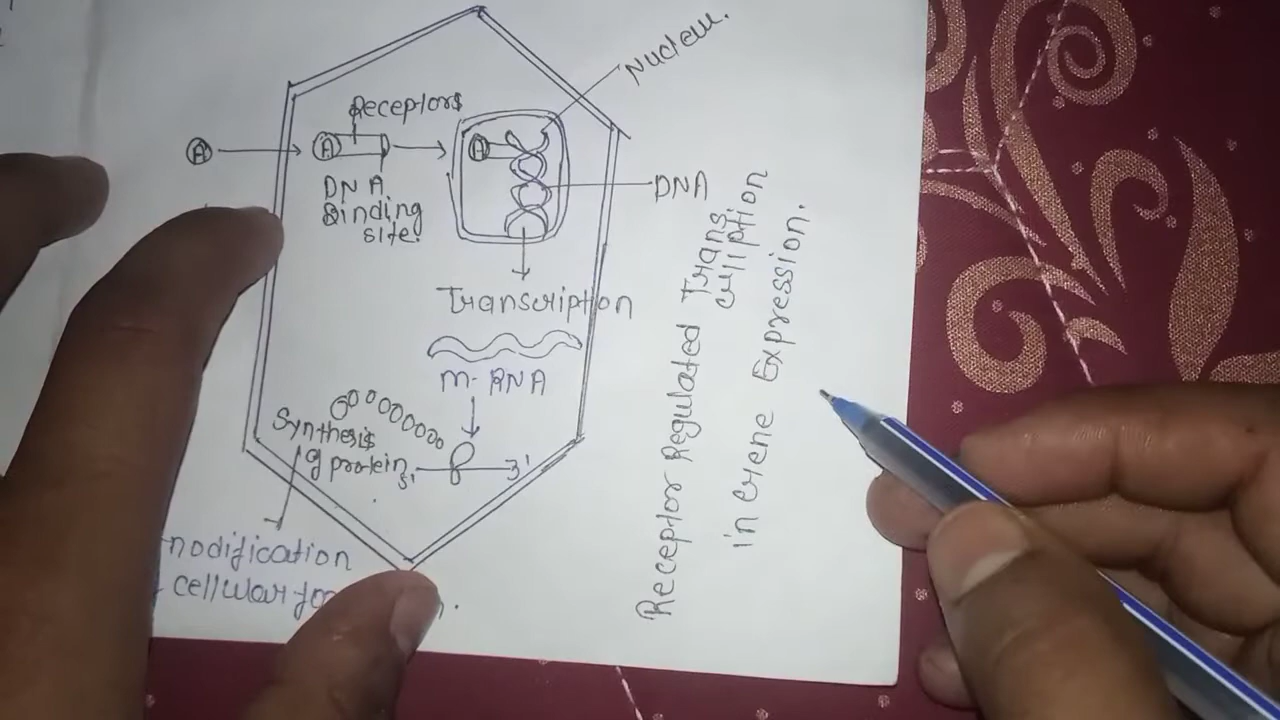 Nucleus.
Receptors
A
A
A
DNA
Binding
site.
DNA
Transcription
m-RNA
Synthesis
of protein
5'
3'
modification
cellular
Receptor Regulated Trans
cription
in Gene Expression.